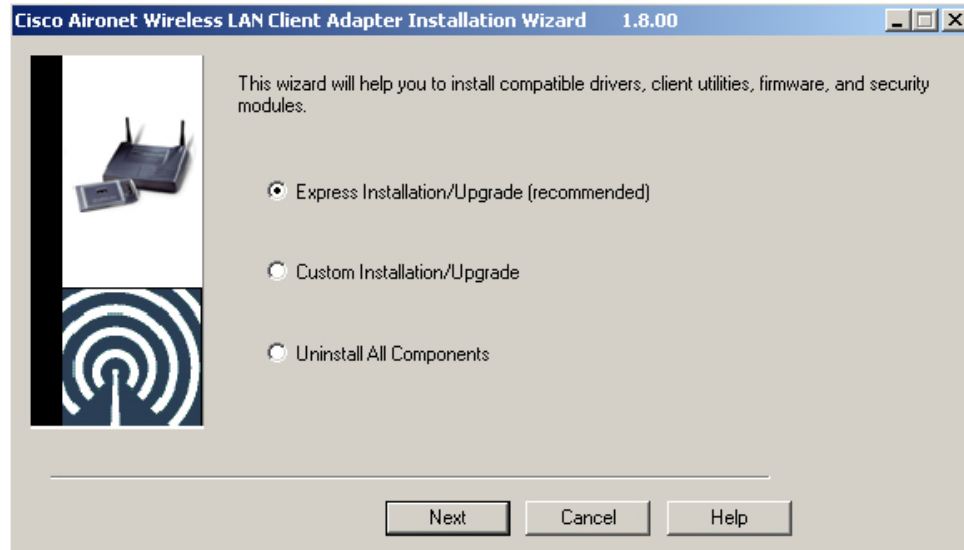 Cisco Aironet Wireless LAN Client Adapter Installation Wizard 1.8.00
This wizard will help you to install compatible drivers, client utilities, firmware, and security
modules.
Express Installation/Upgrade (recommended)
Custom Installation/Upgrade
Uninstall All Components
Next Cancel Help